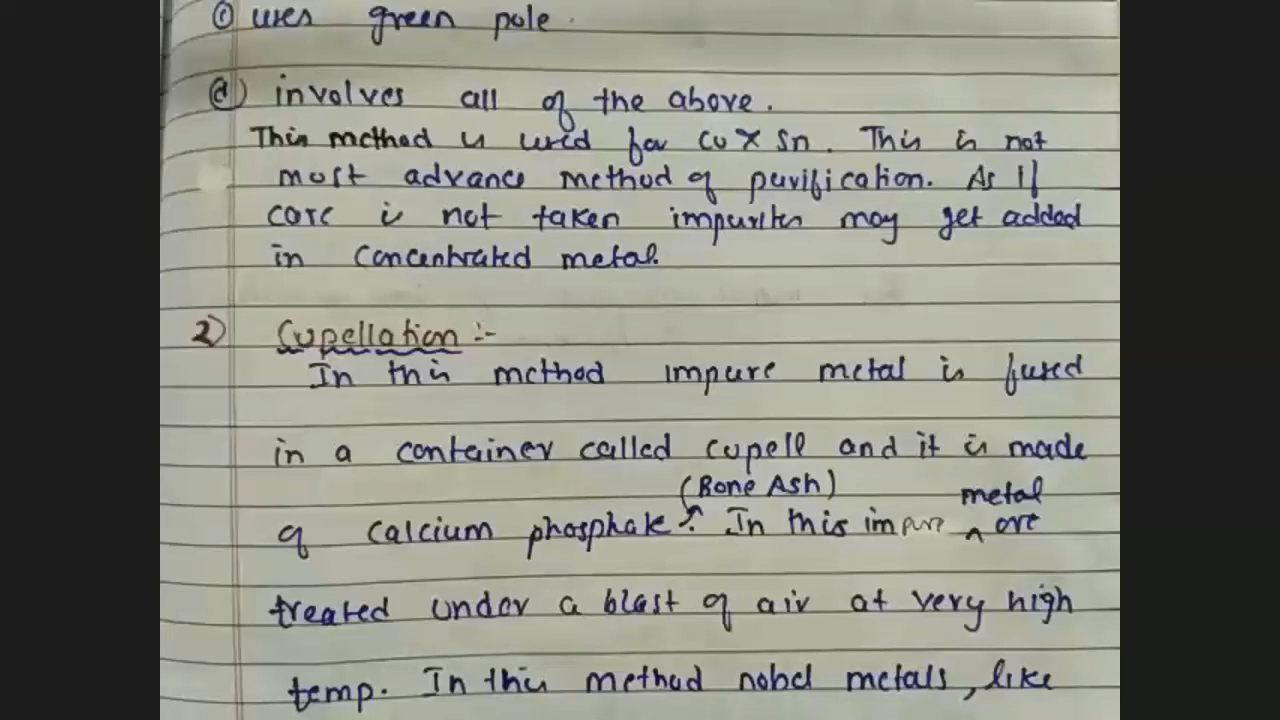 © uses green pole.
(d) involves all of the above.
This method is used for Cu & Sn. This is not
most advance method of purification. As If
care is not taken impurites may get added
in concentrated metal.
2) Cupellation :-
In this method impure metal is fused
in a container called cupell and it is made
(Bone Ash) metal
of calcium phosphate. In this impure ^ are
treated under a blast of air at very high
temp. In this method nobel metals, like